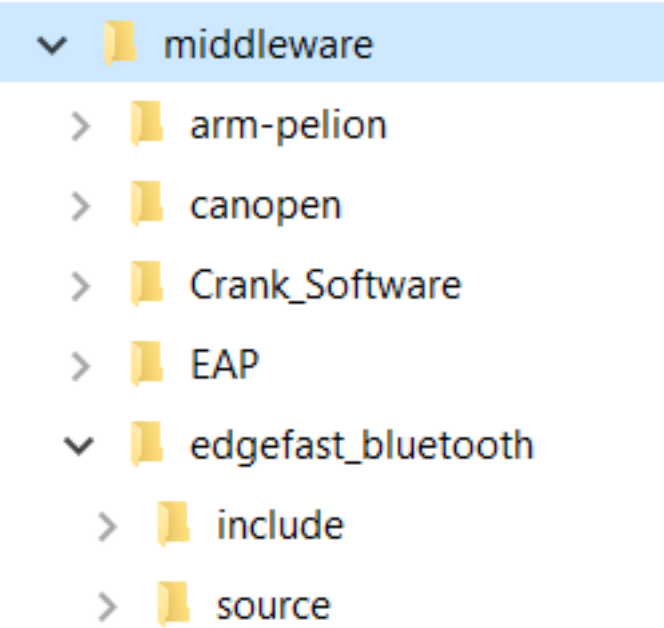 middleware
arm-pelion
canopen
Crank_Software
EAP
edgefast_bluetooth
include
source